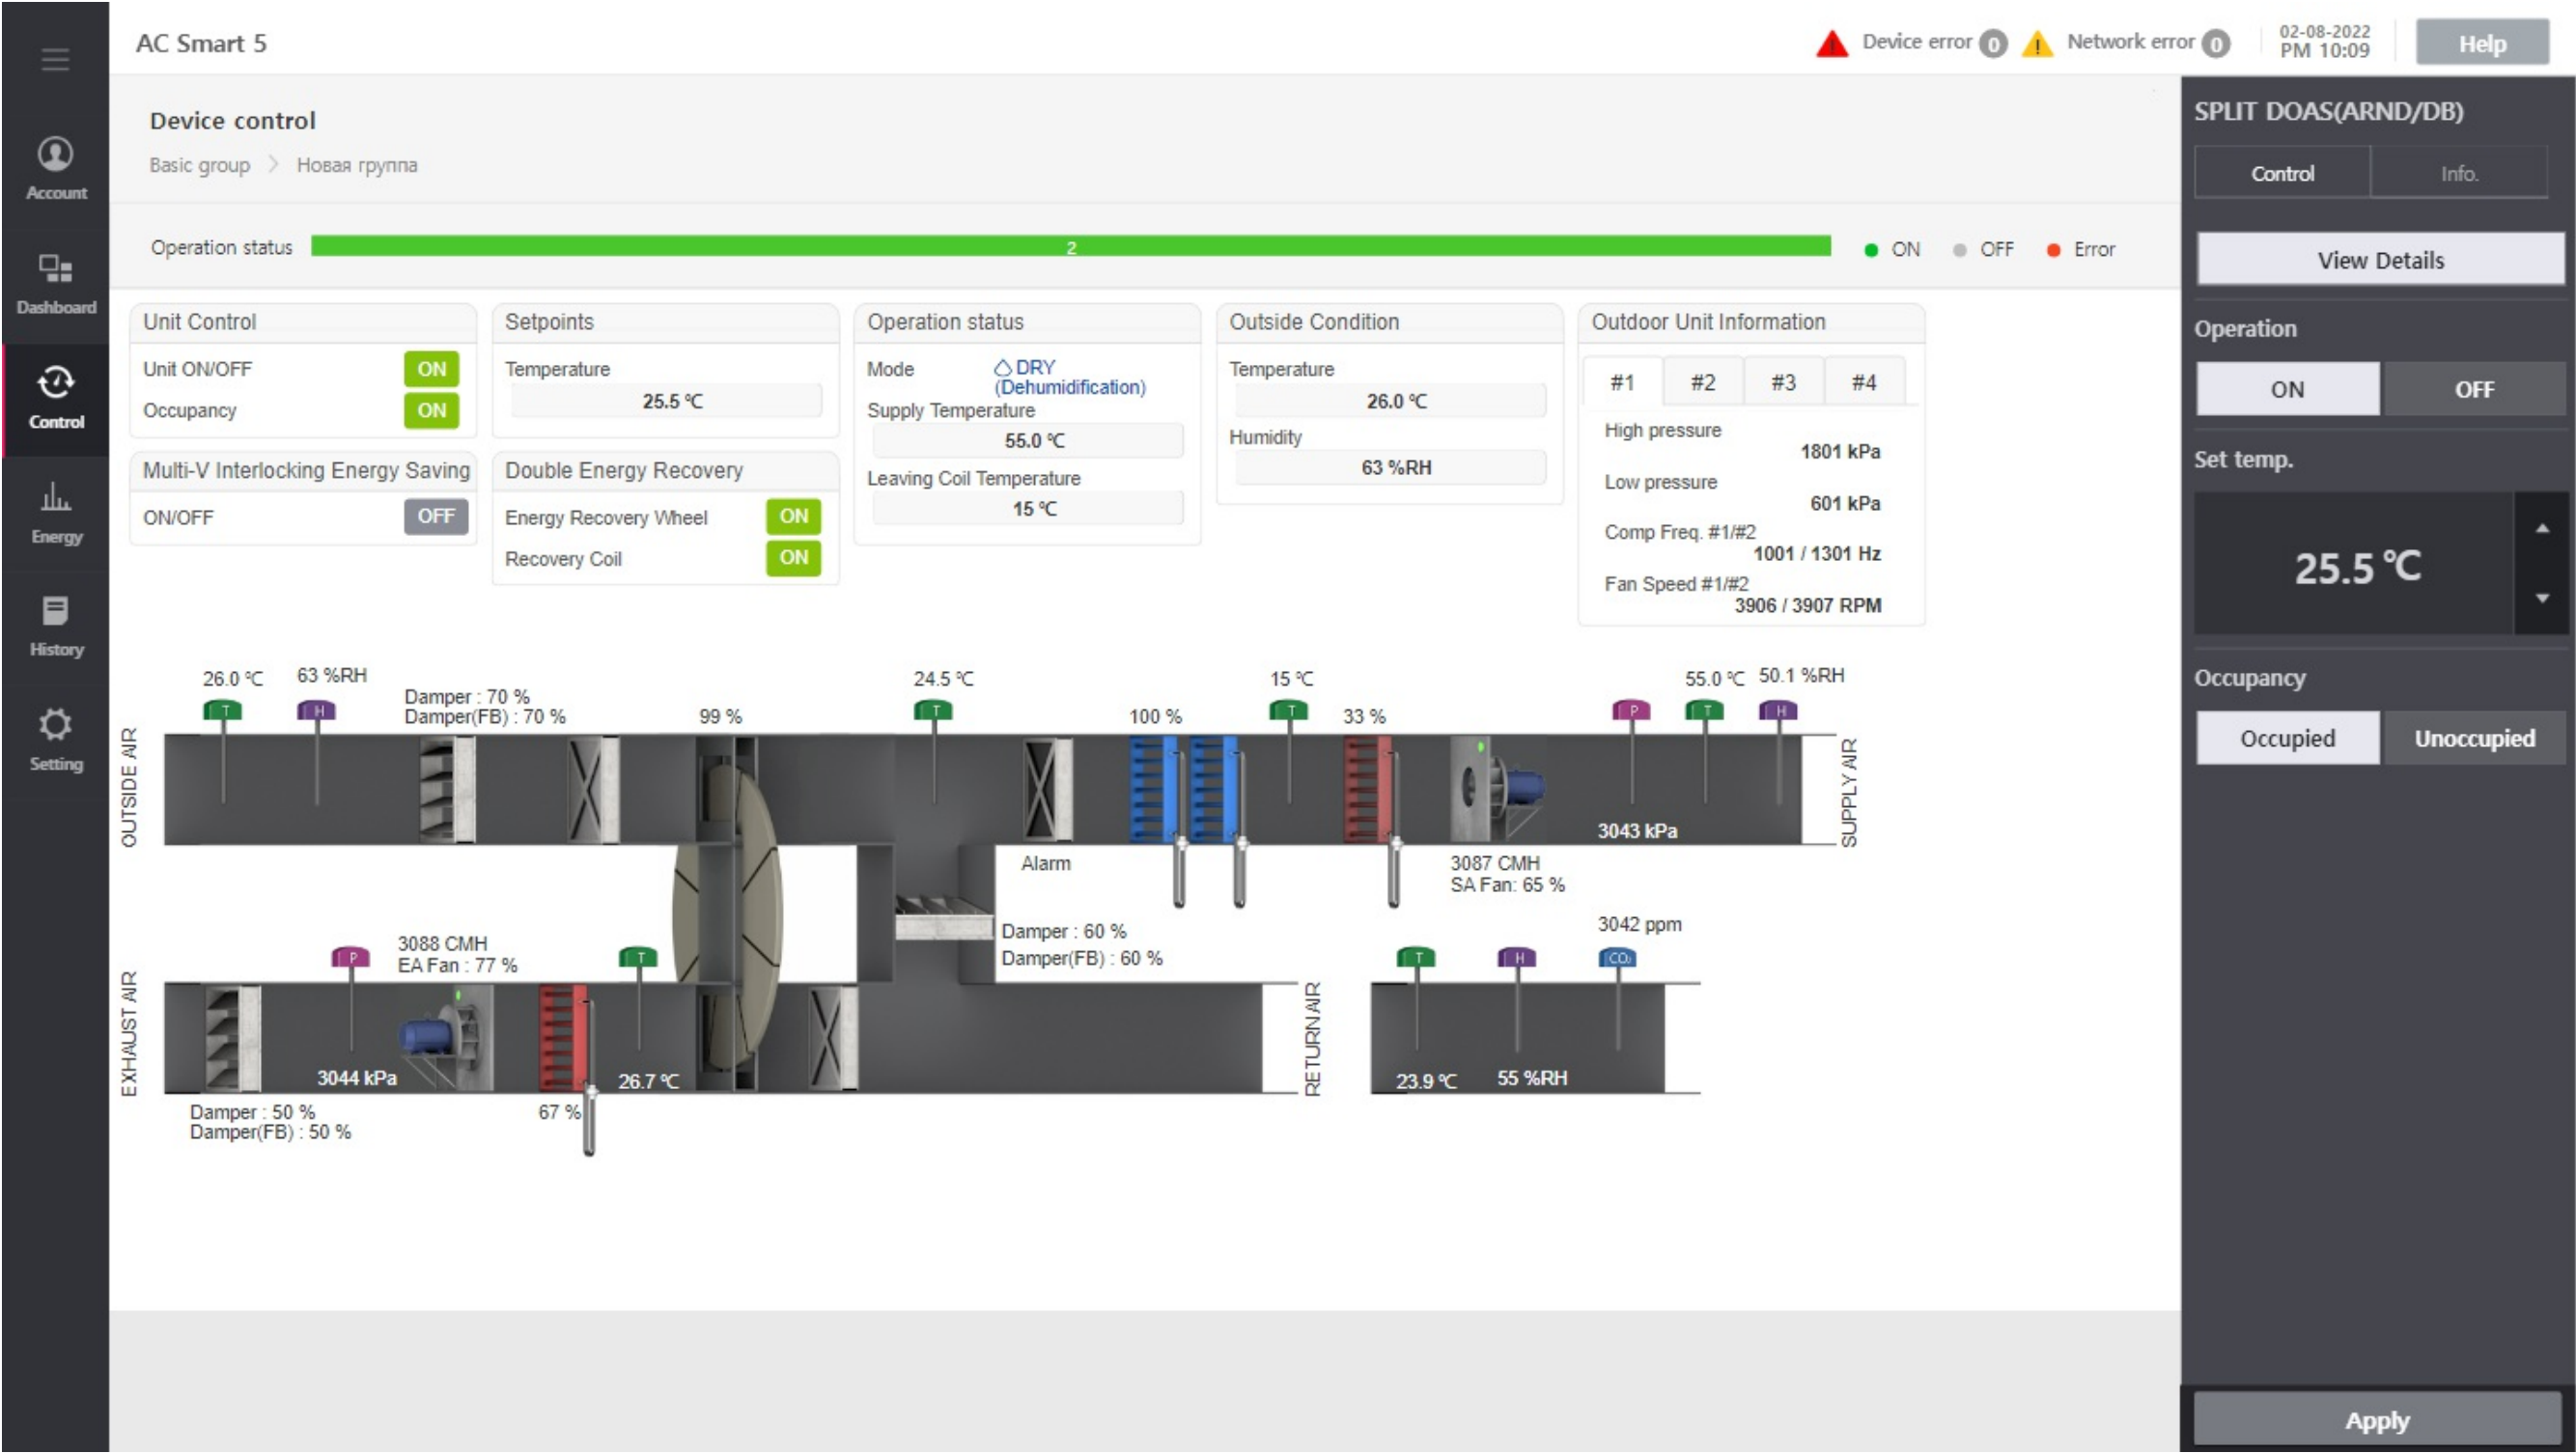 AC Smart 5
Device error 0
Network error 0
02-08-2022
PM 10:09
Help
Account
Dashboard
Control
Energy
History
Setting
Device control
Basic group > Новая группа
Operation status
2
ON
OFF
Error
Unit Control
Unit ON/OFF ON
Occupancy ON
Multi-V Interlocking Energy Saving
ON/OFF OFF
Setpoints
Temperature
25.5 ℃
Double Energy Recovery
Energy Recovery Wheel ON
Recovery Coil ON
Operation status
Mode DRY
(Dehumidification)
Supply Temperature
55.0 ℃
Leaving Coil Temperature
15 ℃
Outside Condition
Temperature
26.0 ℃
Humidity
63 %RH
Outdoor Unit Information
#1 #2 #3 #4
High pressure
1801 kPa
Low pressure
601 kPa
Comp Freq. #1/#2
1001 / 1301 Hz
Fan Speed #1/#2
3906 / 3907 RPM
26.0 ℃
63 %RH
Damper : 70 %
Damper(FB) : 70 %
99 %
24.5 ℃
100 %
15 ℃
33 %
55.0 ℃
50.1 %RH
T
H
T
T
P
T
H
OUTSIDE AIR
SUPPLY AIR
3043 kPa
Alarm
3087 CMH
SA Fan: 65 %
Damper : 60 %
Damper(FB) : 60 %
3042 ppm
3088 CMH
EA Fan : 77 %
P
T
T
H
CO₂
EXHAUST AIR
RETURN AIR
3044 kPa
26.7 ℃
23.9 ℃
55 %RH
Damper : 50 %
Damper(FB) : 50 %
67 %
SPLIT DOAS(ARND/DB)
Control
Info.
View Details
Operation
ON
OFF
Set temp.
25.5 ℃
Occupancy
Occupied
Unoccupied
Apply